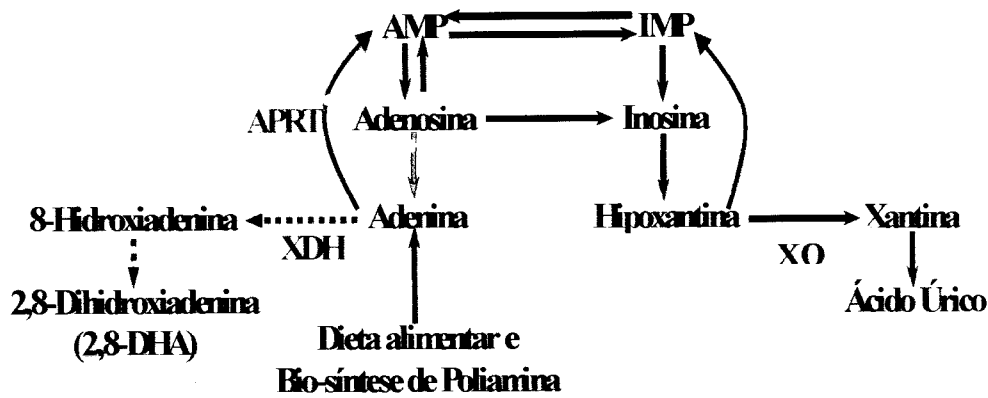 AMP
IMP
APRT
Adenosina
Inosina
8-Hidroxiadenina
Adenina
Hipoxantina
Xantina
XDH
XO
2,8-Dihidroxiadenina
(2,8-DHA)
Ácido Úrico
Dieta alimentar e
Bio-síntese de Poliamina